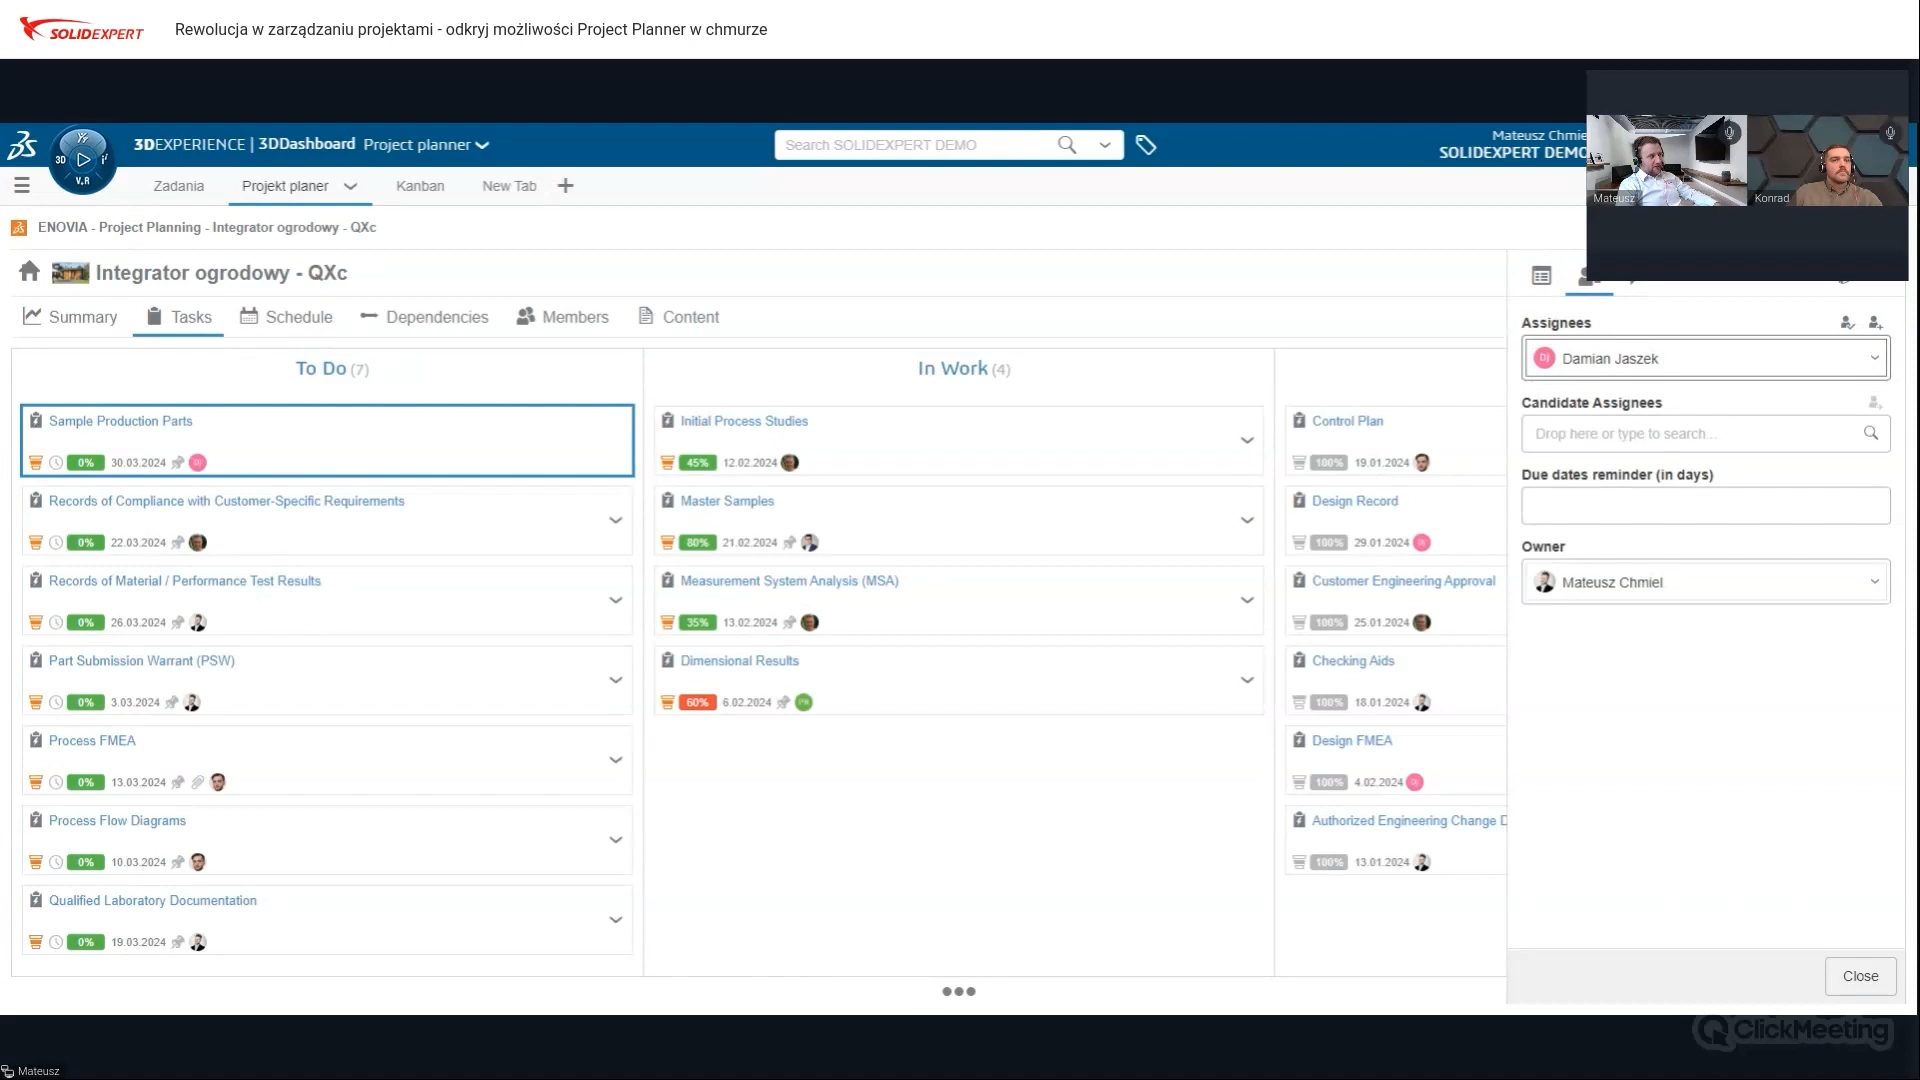 SOLIDEXPERT
Rewolucja w zarządzaniu projektami - odkryj możliwości Project Planner w chmurze
3DEXPERIENCE | 3DDashboard Project planner
Search SOLIDEXPERT DEMO
Mateusz Chmie
SOLIDEXPERT DEMO
3D
V.R
Mateusz
Konrad
Zadania
Projekt planer
Kanban
New Tab
ENOVIA - Project Planning - Integrator ogrodowy - QXc
Integrator ogrodowy - QXc
Summary
Tasks
Schedule
Dependencies
Members
Content
To Do (7)
Sample Production Parts
0% 30.03.2024 DJ
Records of Compliance with Customer-Specific Requirements
0% 22.03.2024
Records of Material / Performance Test Results
0% 26.03.2024
Part Submission Warrant (PSW)
0% 3.03.2024
Process FMEA
0% 13.03.2024
Process Flow Diagrams
0% 10.03.2024
Qualified Laboratory Documentation
0% 19.03.2024
In Work (4)
Initial Process Studies
45% 12.02.2024
Master Samples
80% 21.02.2024
Measurement System Analysis (MSA)
35% 13.02.2024
Dimensional Results
60% 6.02.2024
Control Plan
100% 19.01.2024
Design Record
100% 29.01.2024 DJ
Customer Engineering Approval
100% 25.01.2024
Checking Aids
100% 18.01.2024
Design FMEA
100% 4.02.2024 DJ
Authorized Engineering Change D
100% 13.01.2024
Assignees
DJ Damian Jaszek
Candidate Assignees
Drop here or type to search...
Due dates reminder (in days)
Owner
Mateusz Chmiel
Close
ClickMeeting
Mateusz